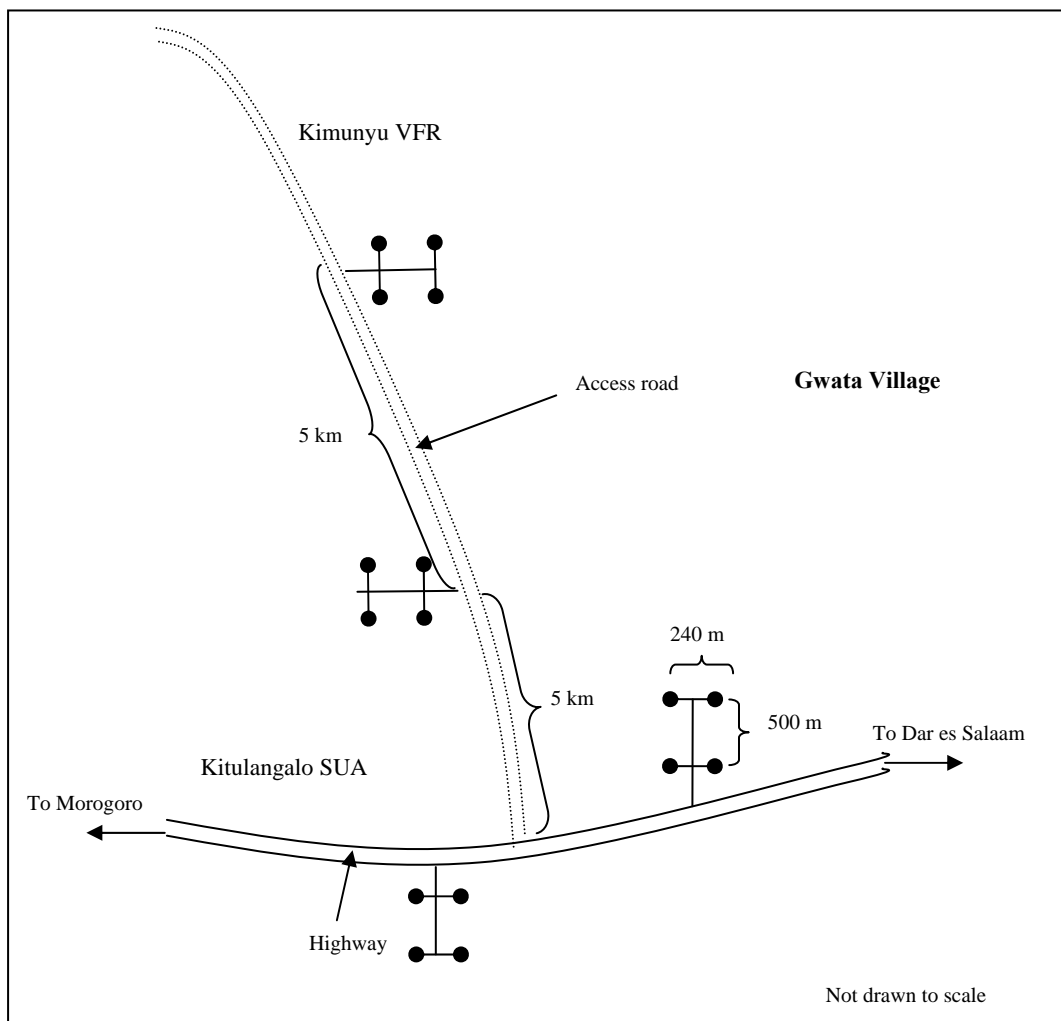 Kimunyu VFR
Access road
Gwata Village
5 km
240 m
5 km
500 m
To Dar es Salaam
Kitulangalo SUA
To Morogoro
Highway
Not drawn to scale